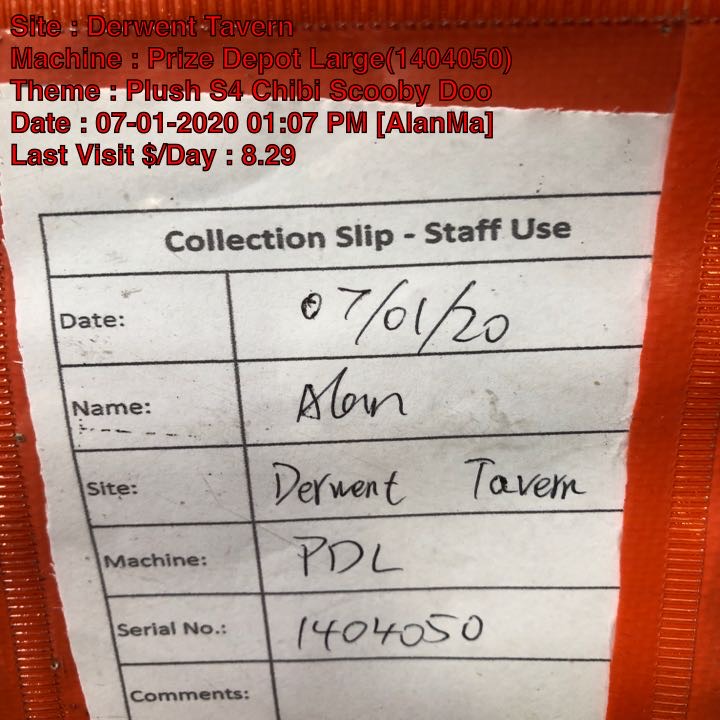 Site : Derwent Tavern
Machine : Prize Depot Large(1404050)
Theme : Plush S4 Chibi Scooby Doo
Date : 07-01-2020 01:07 PM [AlanMa]
Last Visit $/Day : 8.29
Collection Slip - Staff Use
Date: 07/01/20
Name: Alan
Site: Derwent Tavern
Machine: PDL
Serial No.: 1404050
Comments: